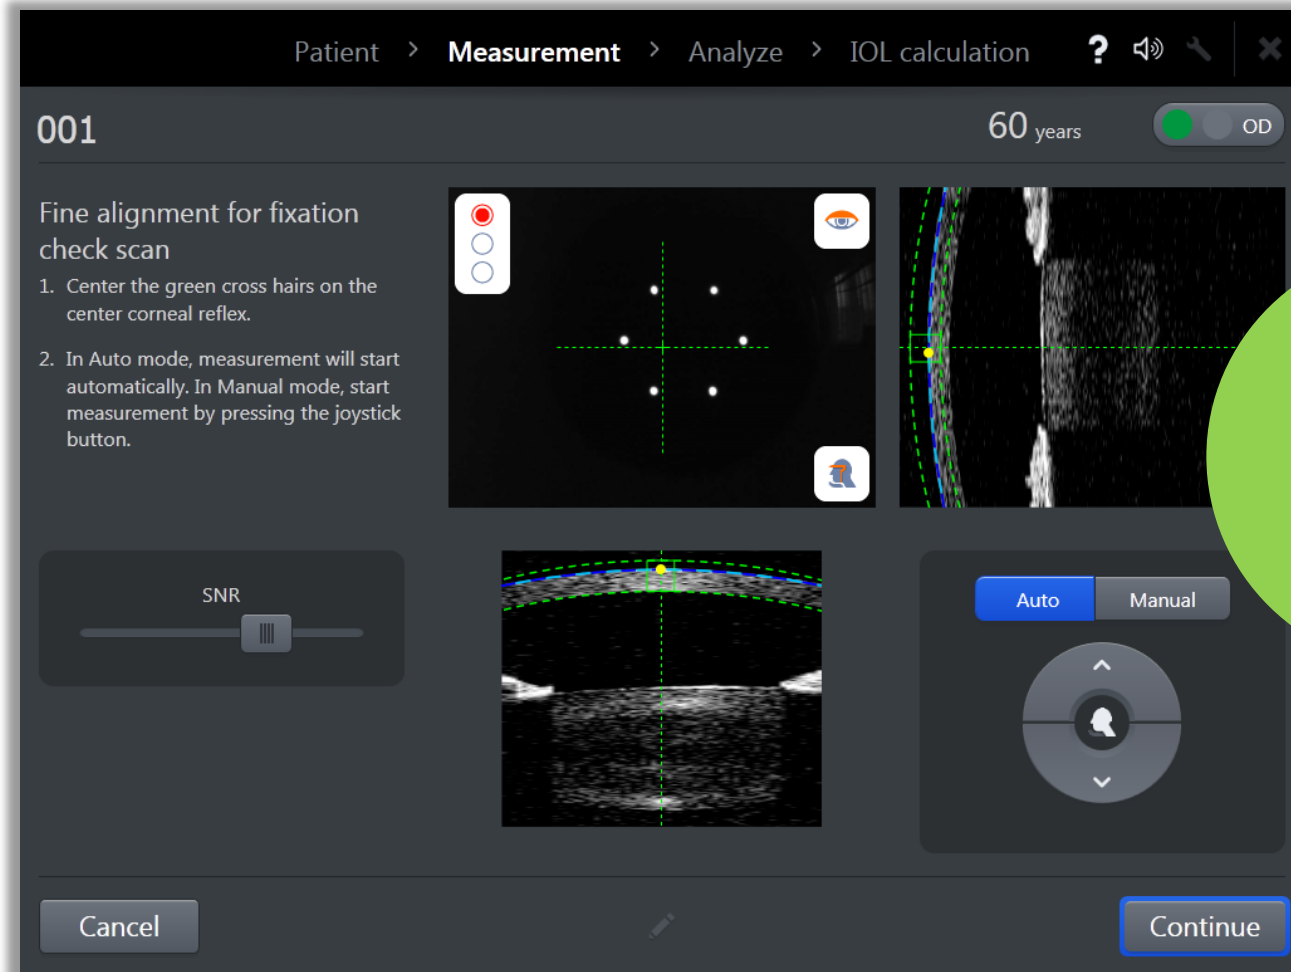 Patient > Measurement > Analyze > IOL calculation ?
001
60 years
OD
Fine alignment for fixation
check scan
1. Center the green cross hairs on the
center corneal reflex.
2. In Auto mode, measurement will start
automatically. In Manual mode, start
measurement by pressing the joystick
button.
?
SNR
Auto
Manual
Cancel
Continue